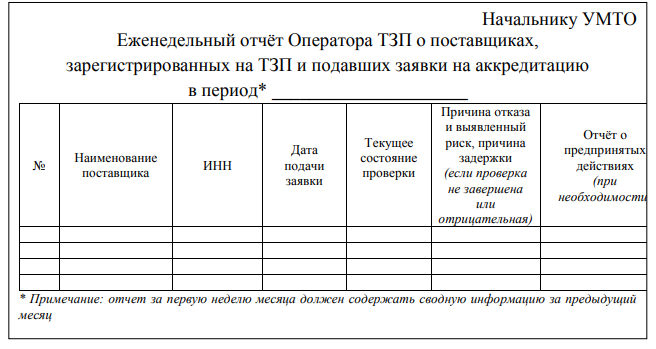 Начальнику УМТО
Еженедельный отчёт Оператора ТЗП о поставщиках,
зарегистрированных на ТЗП и подавших заявки на аккредитацию
в период* ____________________
№
Наименование
поставщика
ИНН
Дата
подачи
заявки
Текущее
состояние
проверки
Причина отказа
и выявленный
риск, причина
задержки
(если проверка
не завершена
или
отрицательная)
Отчёт о
предпринятых
действиях
(при
необходимости
* Примечание: отчет за первую неделю месяца должен содержать сводную информацию за предыдущий
месяц